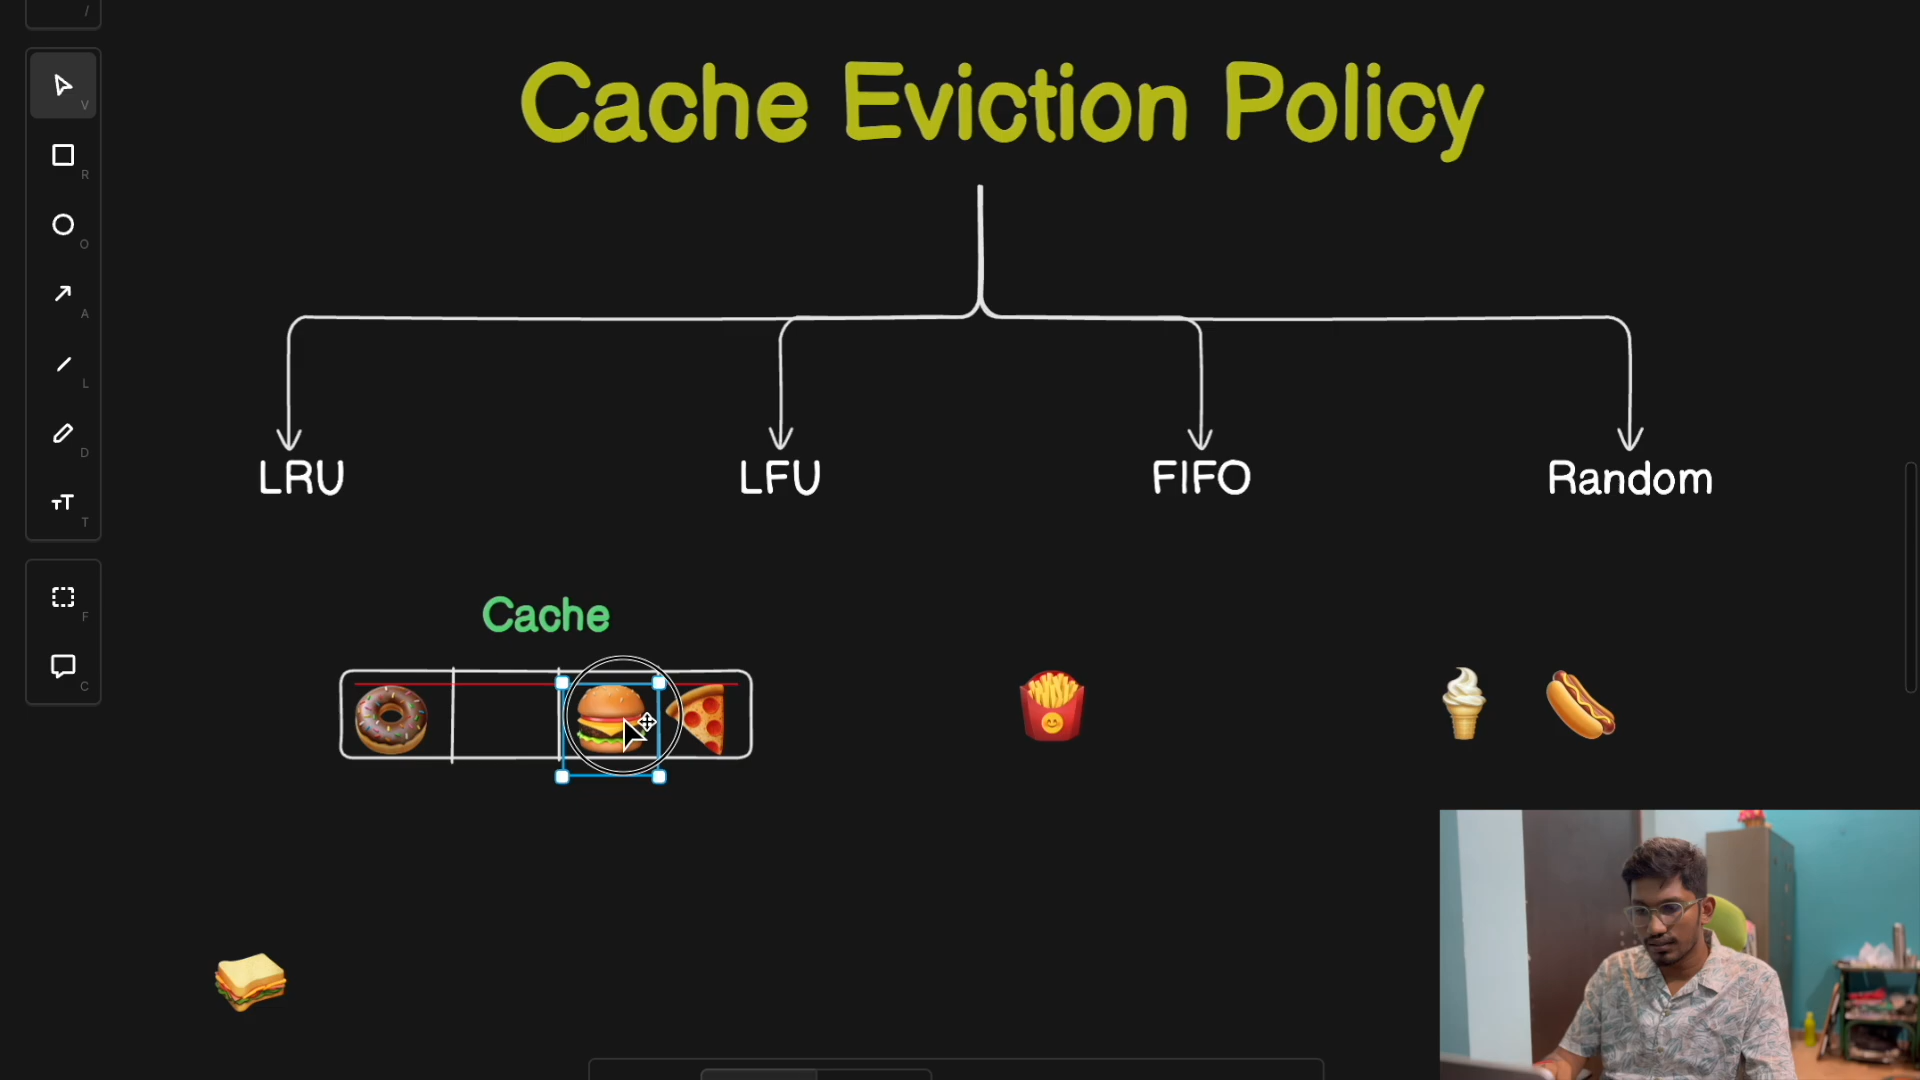 /
Cache Eviction Policy
V
R
O
A
L
D
T
F
C
LRU
LFU
FIFO
Random
Cache